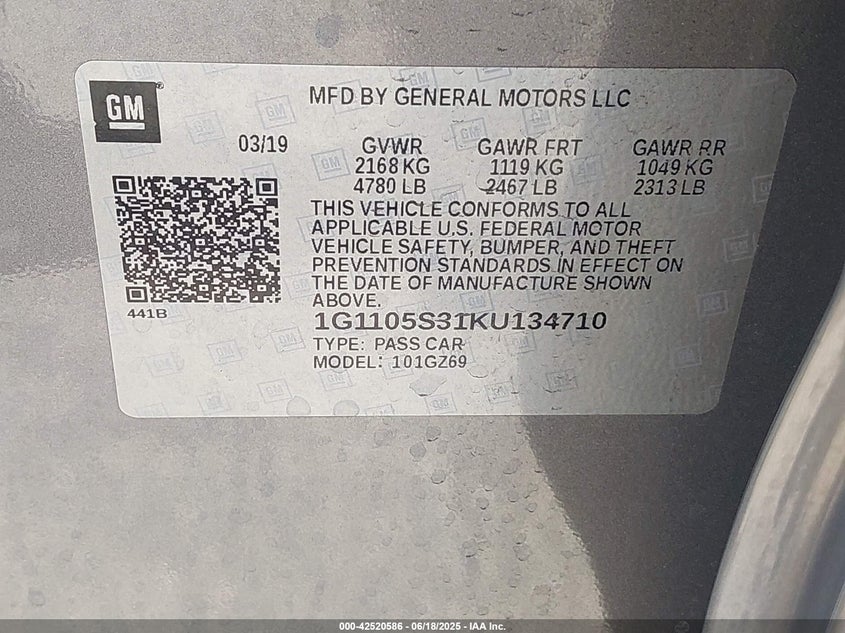 GM
MFD BY GENERAL MOTORS LLC
03/19 GVWR GAWR FRT GAWR RR
2168 KG 1119 KG 1049 KG
4780 LB 2467 LB 2313 LB
THIS VEHICLE CONFORMS TO ALL
APPLICABLE U.S. FEDERAL MOTOR
VEHICLE SAFETY, BUMPER, AND THEFT
PREVENTION STANDARDS IN EFFECT ON
THE DATE OF MANUFACTURE SHOWN
ABOVE.
441B
1G1105S31KU134710
TYPE: PASS CAR
MODEL: 101GZ69
000-42520586 - 06/18/2025 - IAA Inc.